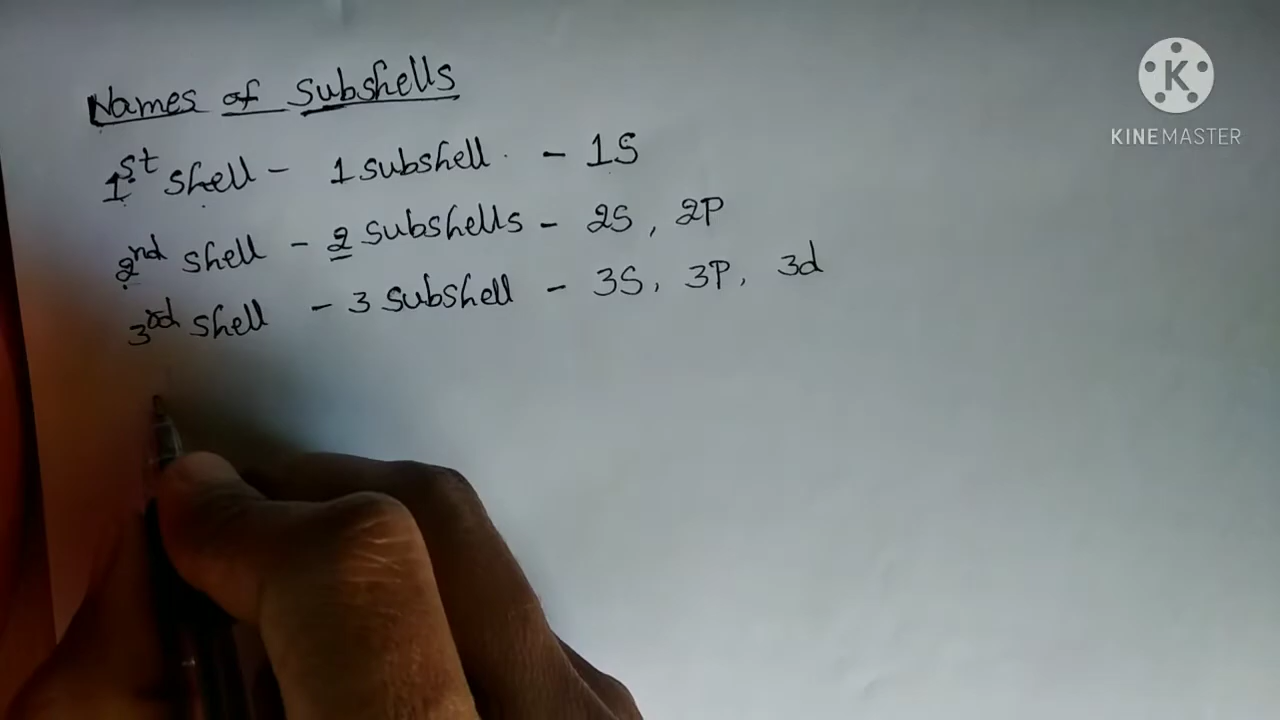 Names of Subshells
1st shell - 1 subshell - 1S
2nd shell - 2 subshells - 2S, 2P
3rd shell - 3 subshell - 3S, 3P, 3d
K
KINEMASTER